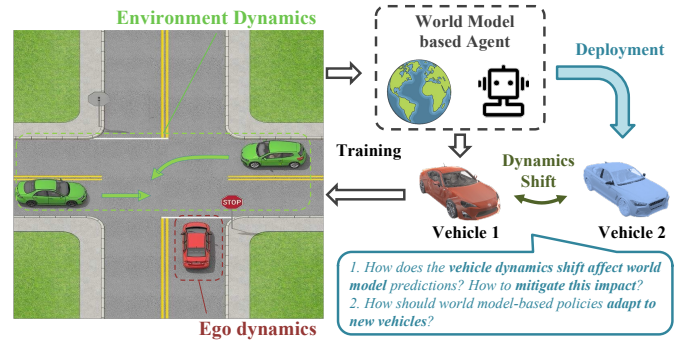 Environment Dynamics
STOP
Ego dynamics
World Model
based Agent
Deployment
Training
Dynamics
Shift
Vehicle 1
Vehicle 2
1. How does the vehicle dynamics shift affect world
model predictions? How to mitigate this impact?
2. How should world model-based policies adapt to
new vehicles?